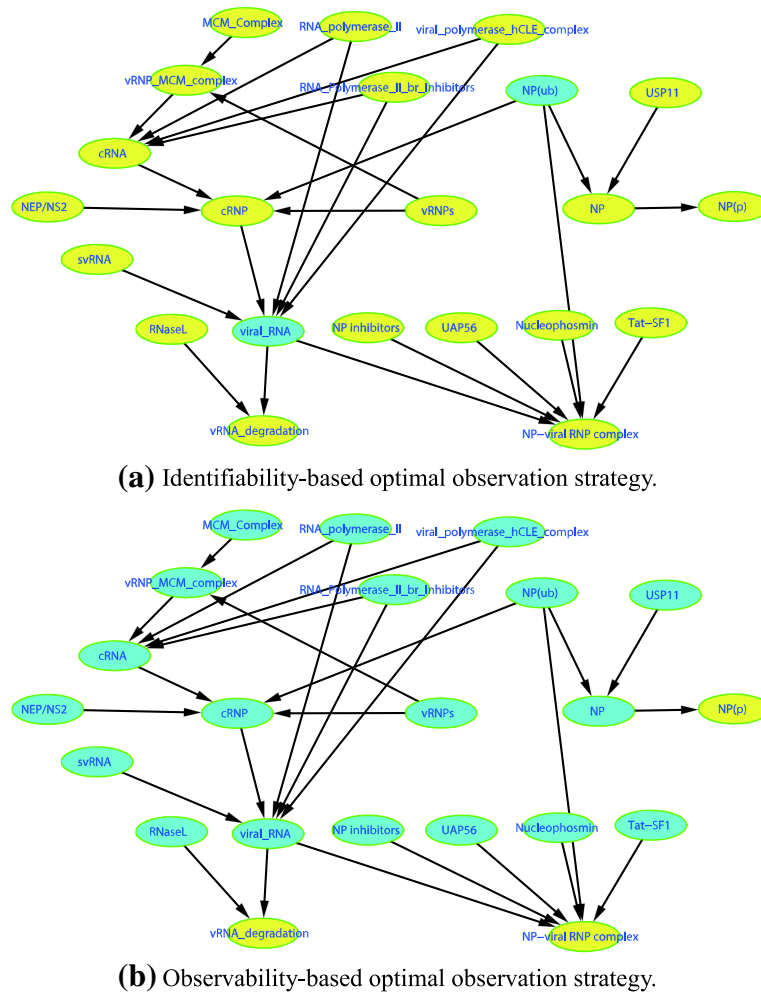 MCM_Complex
RNA_polymerase_II
viral_polymerase_hCLE_complex
vRNP_MCM_complex
RNA_Polymerase_II_br_Inhibitors
NP(ub)
USP11
cRNA
NEP/NS2
cRNP
vRNPs
NP
NP(p)
svRNA
RNaseL
viral_RNA
NP inhibitors
UAP56
Nucleophosmin
Tat–SF1
vRNA_degradation
NP–viral RNP complex
(a) Identifiability-based optimal observation strategy.
MCM_Complex
RNA_polymerase_II
viral_polymerase_hCLE_complex
vRNP_MCM_complex
RNA_Polymerase_II_br_Inhibitors
NP(ub)
USP11
cRNA
NEP/NS2
cRNP
vRNPs
NP
NP(p)
svRNA
RNaseL
viral_RNA
NP inhibitors
UAP56
Nucleophosmin
Tat–SF1
vRNA_degradation
NP–viral RNP complex
(b) Observability-based optimal observation strategy.